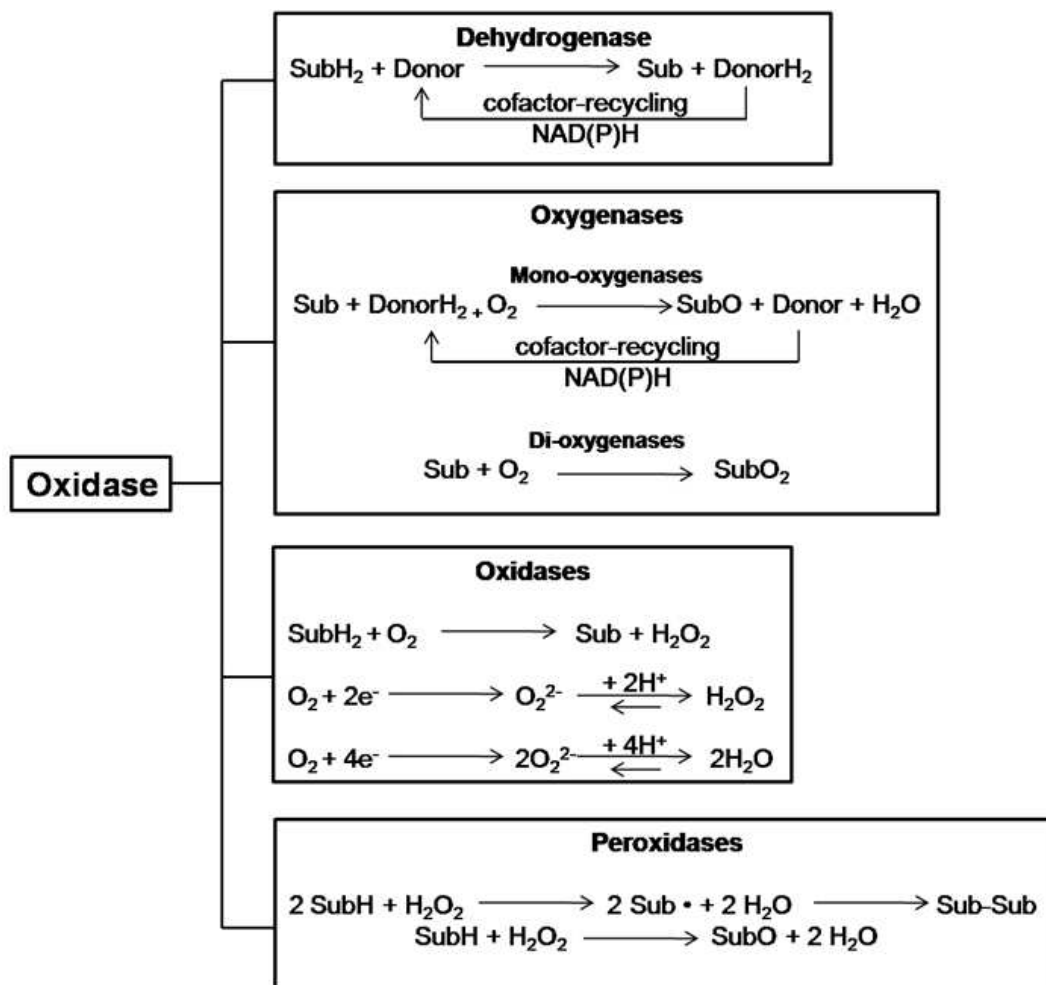 Dehydrogenase
SubH₂ + Donor ⟶ Sub + DonorH₂
cofactor-recycling
NAD(P)H
Oxygenases
Mono-oxygenases
Sub + DonorH₂ + O₂ ⟶ SubO + Donor + H₂O
cofactor-recycling
NAD(P)H
Di-oxygenases
Sub + O₂ ⟶ SubO₂
Oxidase
Oxidases
SubH₂ + O₂ ⟶ Sub + H₂O₂
+ 2H⁺
O₂ + 2e⁻ ⟶ O₂²⁻ ⇄ H₂O₂
+ 4H⁺
O₂ + 4e⁻ ⟶ 2O₂²⁻ ⇄ 2H₂O
Peroxidases
2 SubH + H₂O₂ ⟶ 2 Sub • + 2 H₂O ⟶ Sub-Sub
SubH + H₂O₂ ⟶ SubO + 2 H₂O